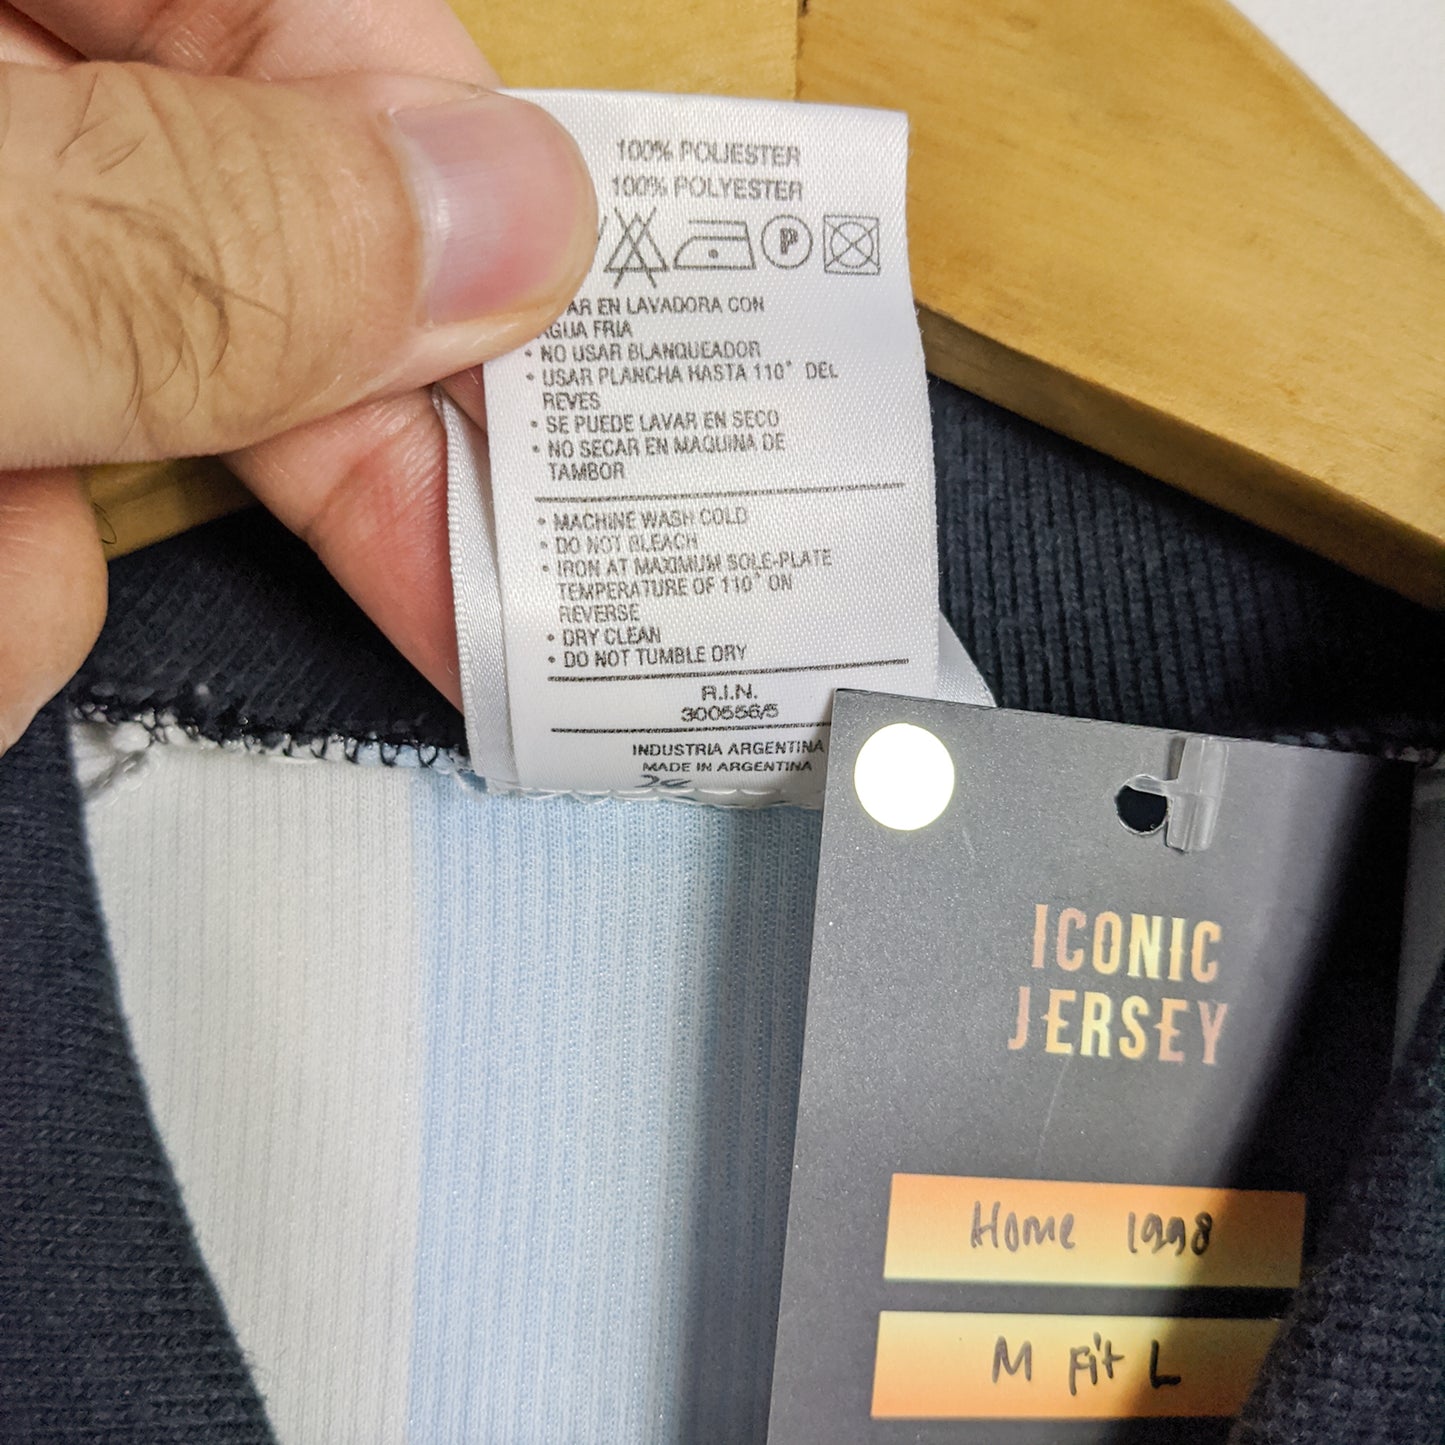 100% POLIESTER
100% POLYESTER
P
EN LAVADORA CON
AGUA FRIA
• NO USAR BLANQUEADOR
• USAR PLANCHA HASTA 110° DEL
REVES
• SE PUEDE LAVAR EN SECO
• NO SECAR EN MAQUINA DE
TAMBOR
• MACHINE WASH COLD
• DO NOT BLEACH
• IRON AT MAXIMUM SOLE-PLATE
TEMPERATURE OF 110° ON
REVERSE
• DRY CLEAN
• DO NOT TUMBLE DRY
R.I.N.
300556/5
INDUSTRIA ARGENTINA
MADE IN ARGENTINA
ICONIC
JERSEY
Home 1998
M Fit L